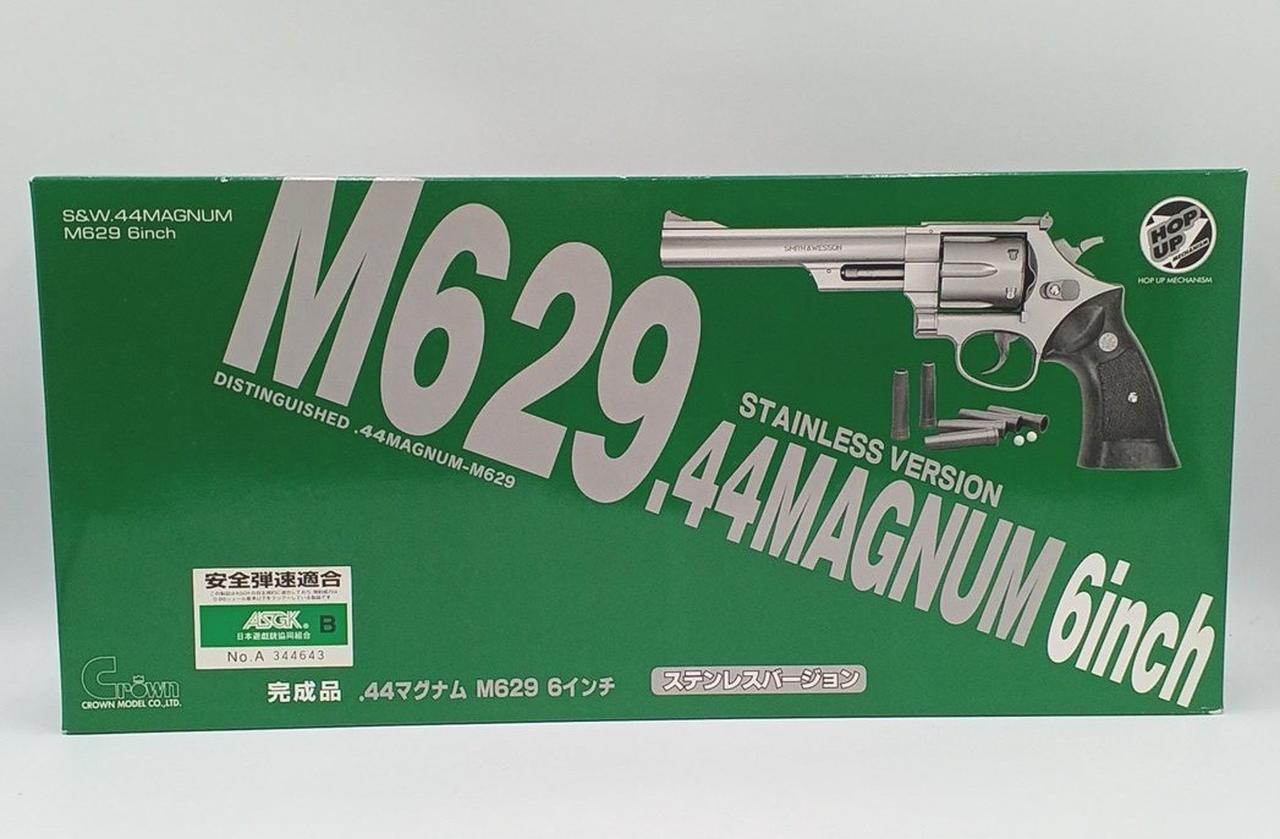 S&W.44MAGNUM
M629 6inch
M629
DISTINGUISHED .44MAGNUM-M629
.44MAGNUM 6inch
STAINLESS VERSION
SMITH & WESSON
HOP
UP
MECHANISM
HOP UP MECHANISM
安全弾速適合
ASGK. B
日本遊戯銃協同組合
No.A 344643
Crown
CROWN MODEL CO.,LTD.
完成品 .44マグナム M629 6インチ
ステンレスバージョン